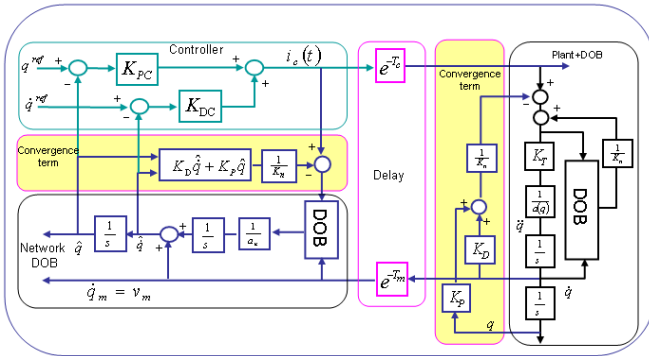 Controller
q^ref
K_PC
i_c(t)
e^{-T_c}
Plant+DOB
Convergence
term
q̇^ref
K_DC
1/K_n
1/K_n
Convergence
term
K_D q̂̇ + K_P q̂
1/K_n
K_T
DOB
Delay
1/d(q)
DOB
q̈
Network
DOB
q̂
1/s
q̂̇
1/s
1/a_n
K_D
1/s
q̇
q̇_m = v_m
e^{-T_m}
K_P
1/s
q